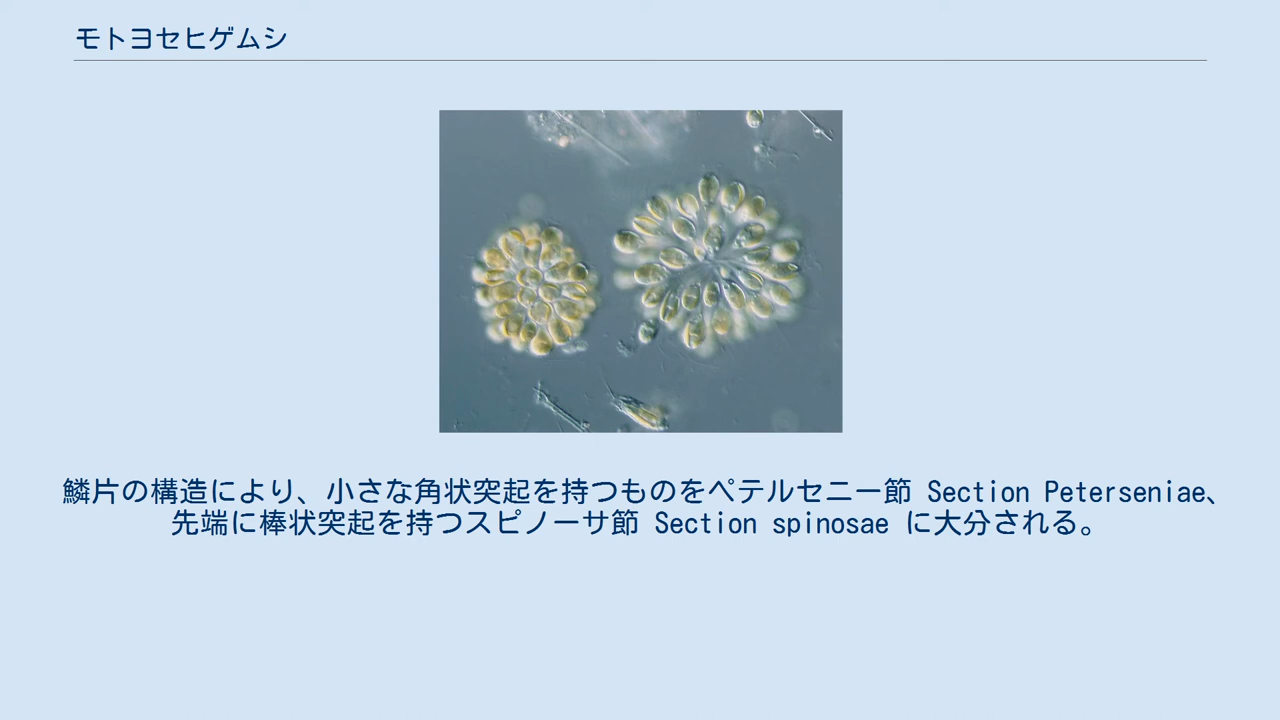 モトヨセヒゲムシ
鱗片の構造により、小さな角状突起を持つものをペテルセニー節 Section Peterseniae、
先端に棒状突起を持つスピノーサ節 Section spinosae に大分される。